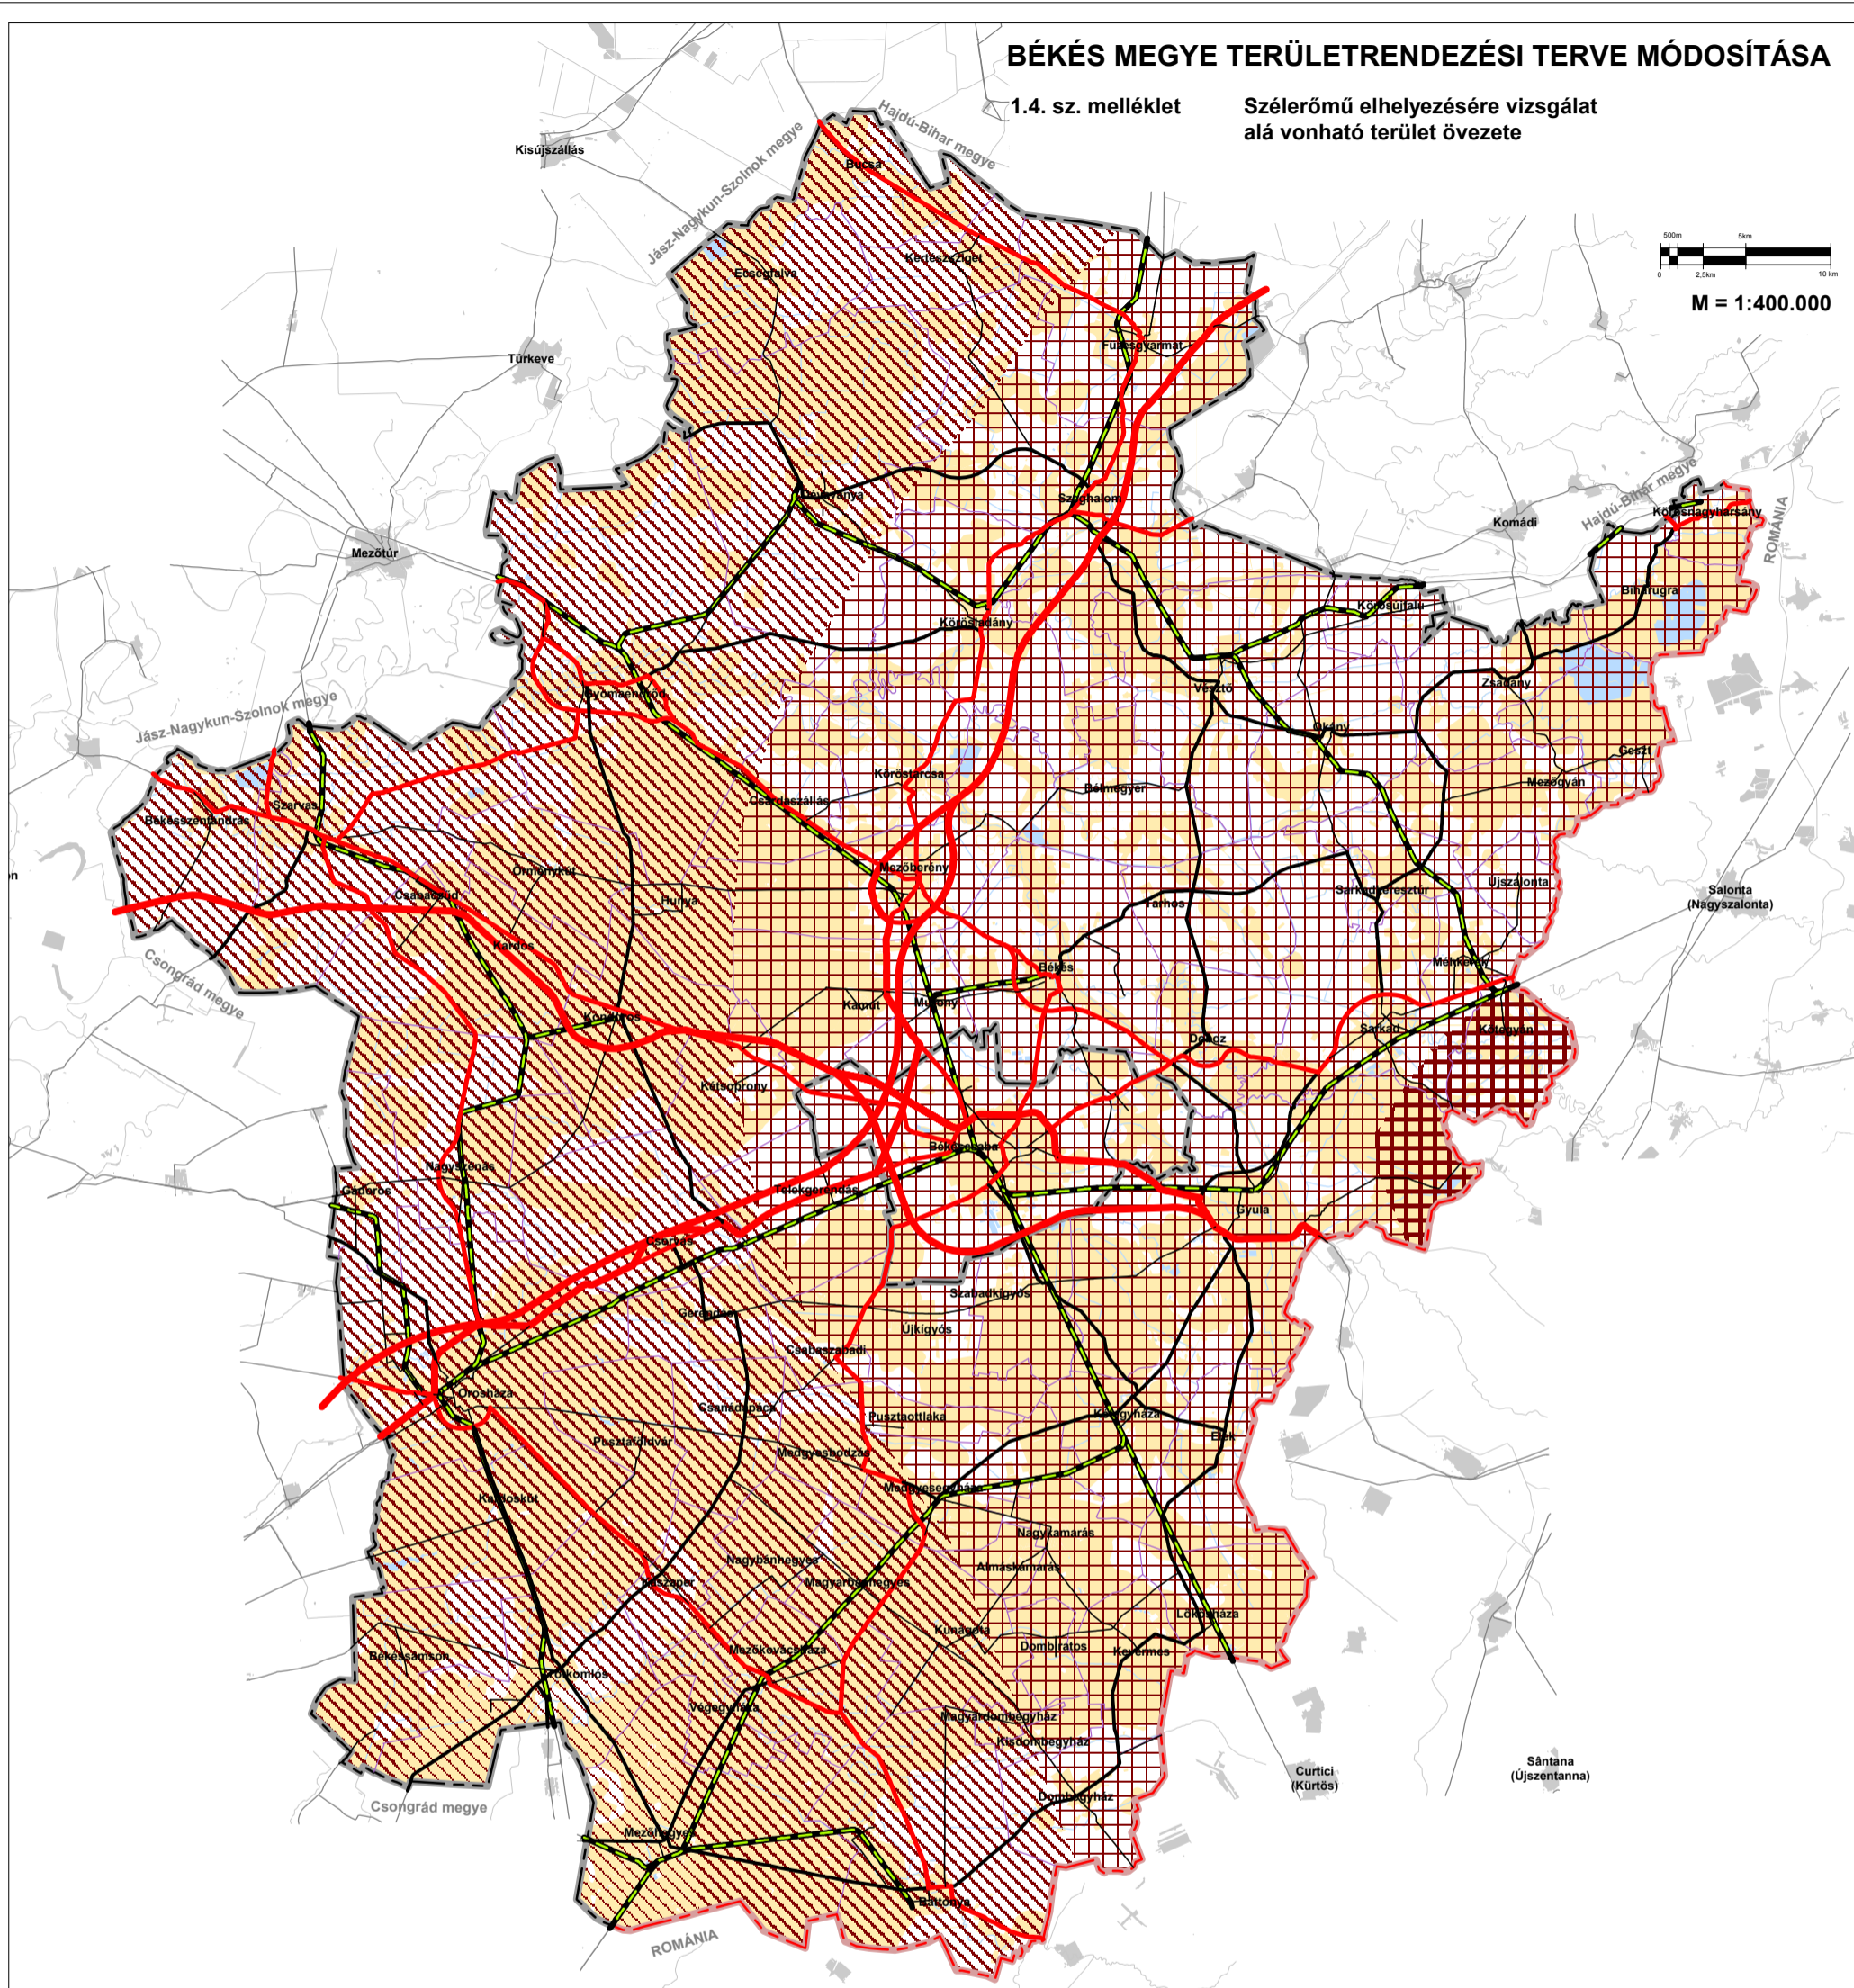 BÉKÉS MEGYE TERÜLETRENDEZÉSI TERVE MÓDOSÍTÁSA
1.4. sz. melléklet
Szélerőmű elhelyezésére vizsgálat
alá vonható terület övezete
500m
5km
0
2,5km
10 km
M = 1:400.000
Hajdú-Bihar megye
Jász-Nagykun-Szolnok megye
Kisújszállás
Bucsa
Kertészsziget
Ecsegfalva
Füzesgyarmat
Túrkeve
Dévaványa
Szeghalom
Komádi
Hajdú-Bihar megye
Körösnagyharsány
ROMÁNIA
Mezőtúr
Biharugra
Körösújfalu
Körösladány
Zsadány
Vésztő
Gyomaendrőd
Jász-Nagykun-Szolnok megye
Okány
Geszt
Köröstarcsa
Mezőgyán
Bélmegyer
Csárdaszállás
Szarvas
Békésszentandrás
Mezőberény
Örménykút
Újszalonta
Sarkadkeresztúr
Salonta
(Nagyszalonta)
Csabacsűd
Hunya
Tarhos
Kardos
Méhkerék
Békés
Csongrád megye
Kamut
Murony
Kondoros
Sarkad
Kötegyán
Doboz
Kétsoprony
Békéscsaba
Nagyszénás
Gádoros
Telekgerendás
Gyula
Csorvás
Szabadkígyós
Gerendás
Újkígyós
Csabaszabadi
Orosháza
Csanádapáca
Pusztaottlaka
Kétegyháza
Elek
Pusztaföldvár
Medgyesbodzás
Medgyesegyháza
Kardoskút
Nagykamarás
Nagybánhegyes
Almáskamarás
Kaszaper
Magyarbánhegyes
Lőkösháza
Kunágota
Dombiratos
Kevermes
Mezőkovácsháza
Békéssámson
Tótkomlós
Végegyháza
Magyardombegyház
Kisdombegyház
Sântana
(Újszentanna)
Curtici
(Kürtös)
Dombegyház
Csongrád megye
Mezőhegyes
Battonya
ROMÁNIA